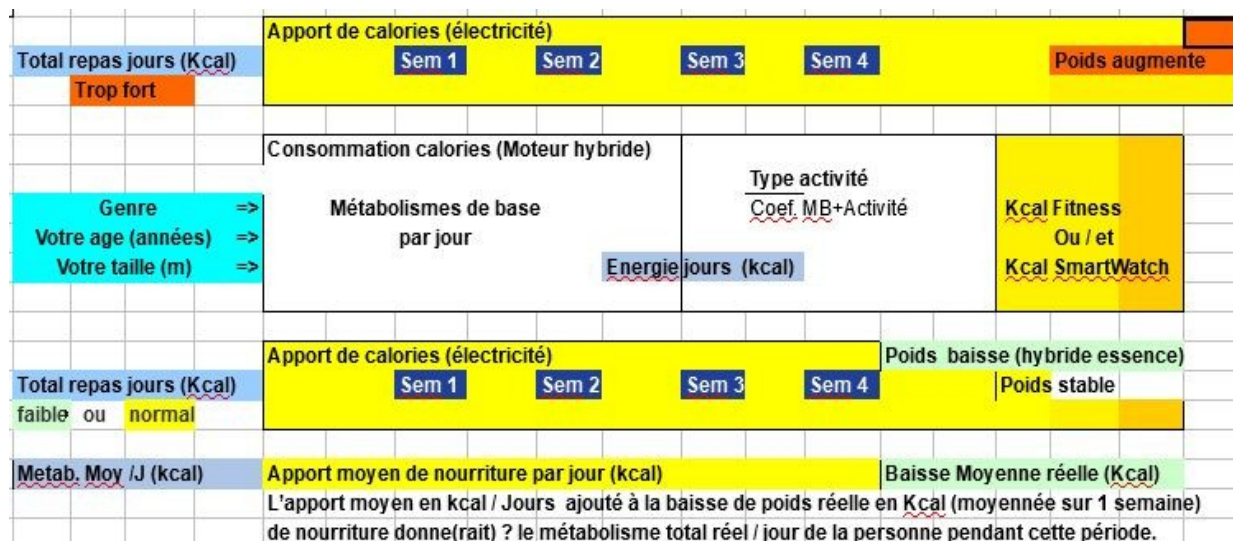 Apport de calories (électricité)
Total repas jours (Kcal) Sem 1 Sem 2 Sem 3 Sem 4 Poids augmente
Trop fort
Consommation calories (Moteur hybride)
Type activité
Genre => Métabolismes de base Coef. MB+Activité Kcal Fitness
Votre age (années) => par jour Ou / et
Votre taille (m) => Energie jours (kcal) Kcal SmartWatch
Apport de calories (électricité) Poids baisse (hybride essence)
Total repas jours (Kcal) Sem 1 Sem 2 Sem 3 Sem 4 Poids stable
faible ou normal
Metab. Moy /J (kcal) Apport moyen de nourriture par jour (kcal) Baisse Moyenne réelle (Kcal)
L'apport moyen en kcal / Jours ajouté à la baisse de poids réelle en Kcal (moyennée sur 1 semaine)
de nourriture donne(rait) ? le métabolisme total réel / jour de la personne pendant cette période.